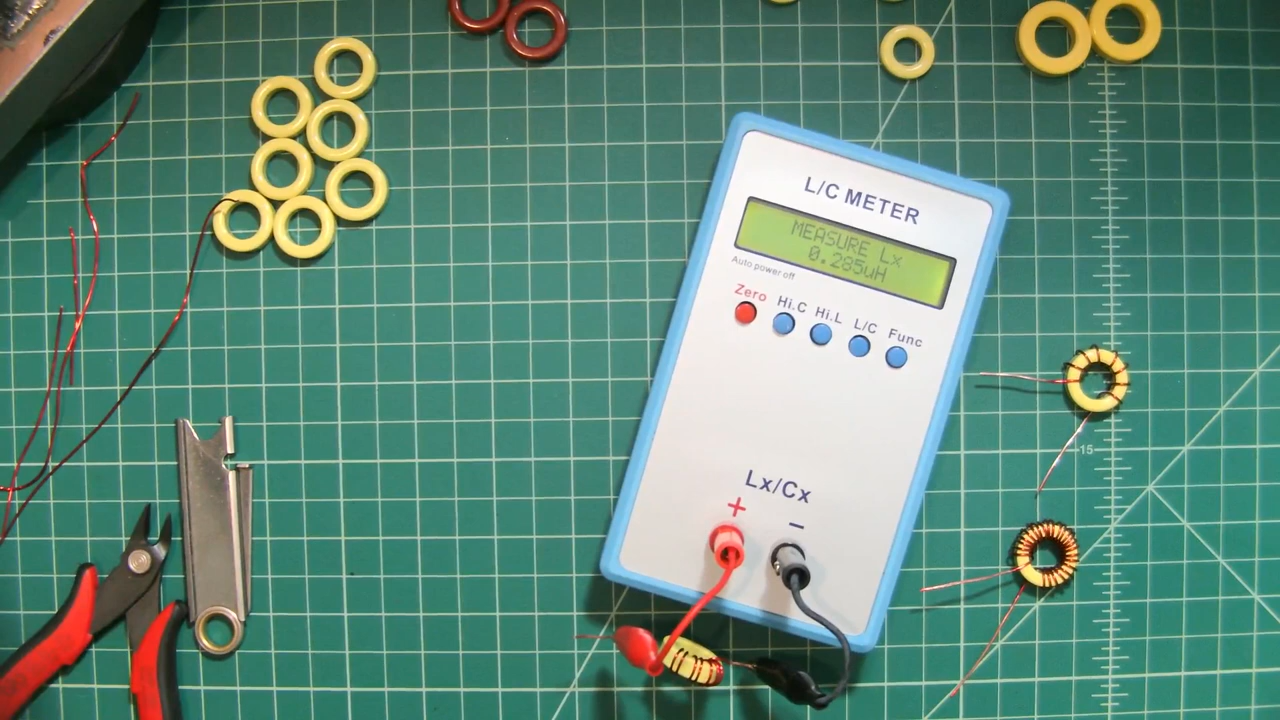 L/C METER
MEASURE Lx
0.285uH
Auto power off
Zero Hi.C Hi.L L/C Func
Lx/Cx
+ −
15